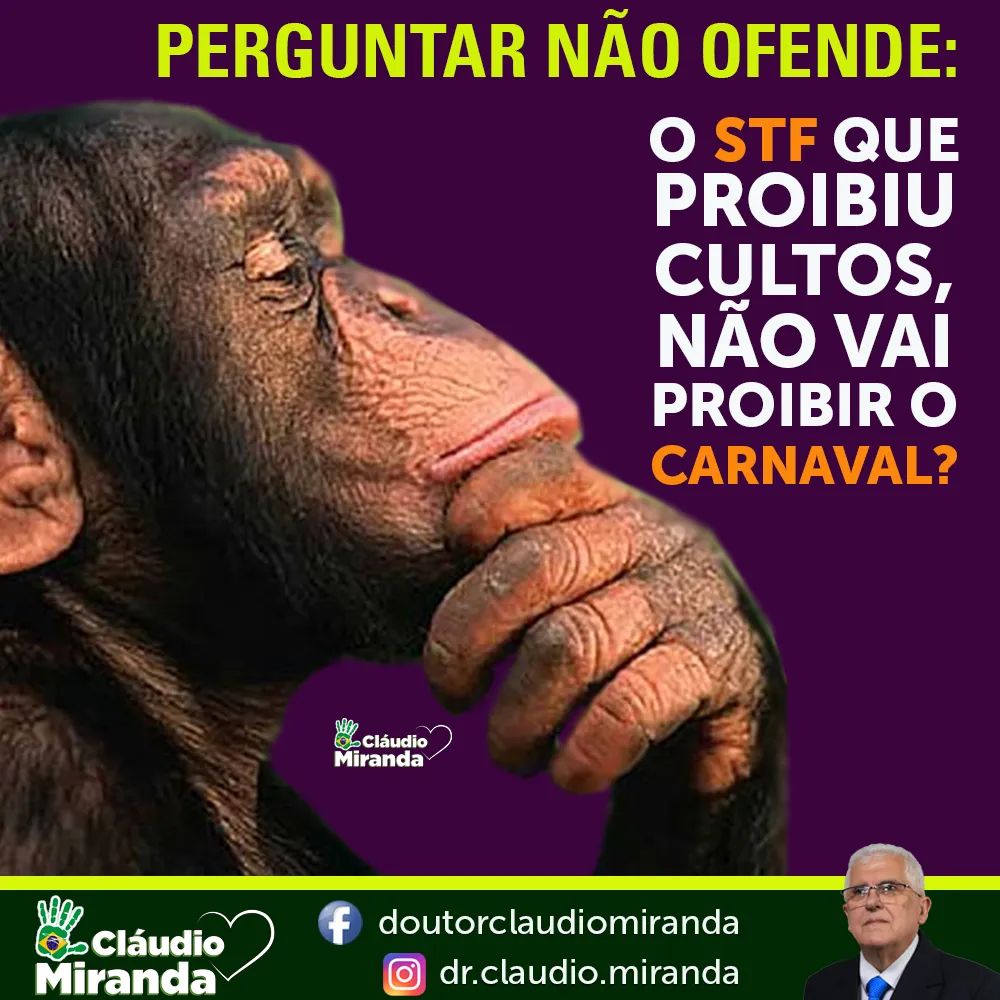 PERGUNTAR NÃO OFENDE:
O STF QUE
PROIBIU
CULTOS,
NÃO VAI
PROIBIR O
CARNAVAL?
Cláudio
Miranda
Cláudio
Miranda
doutorclaudiomiranda
dr.claudio.miranda